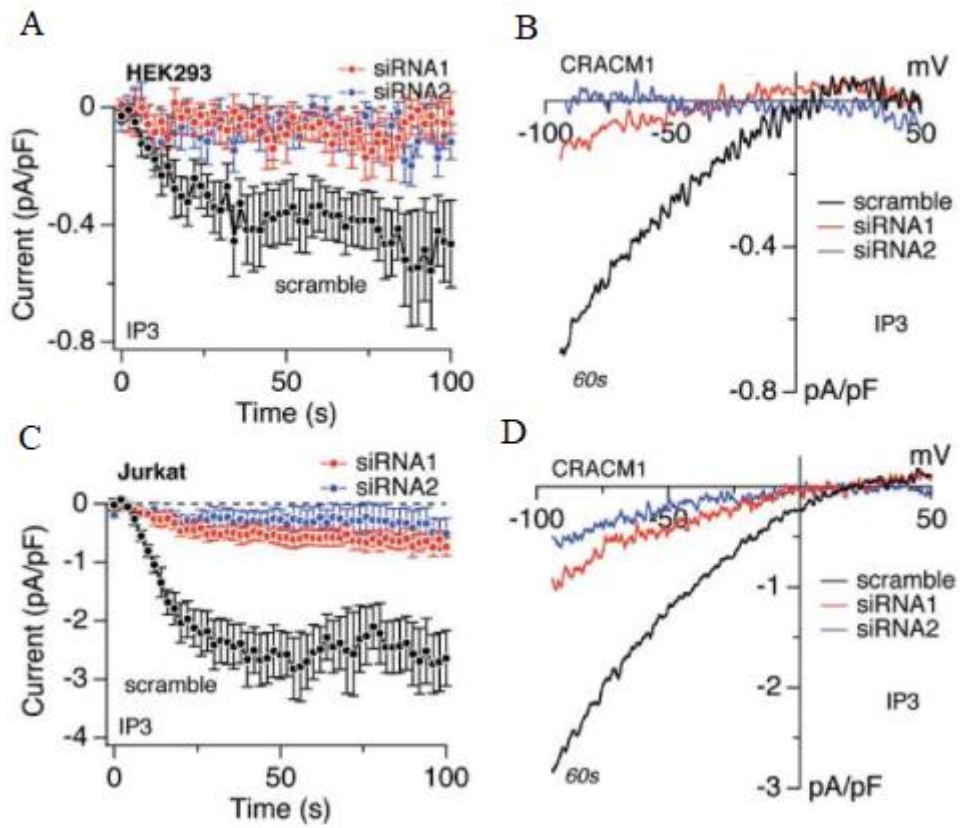 A
HEK293
siRNA1
siRNA2
0
-0.4
-0.8
Current (pA/pF)
scramble
IP3
0
50
100
Time (s)
B
CRACM1
mV
-100
-50
50
-0.4
-0.8
scramble
siRNA1
siRNA2
IP3
60s
pA/pF
C
Jurkat
siRNA1
siRNA2
0
-1
-2
-3
-4
Current (pA/pF)
scramble
IP3
0
50
100
Time (s)
D
CRACM1
mV
-100
-50
50
-1
-2
-3
scramble
siRNA1
siRNA2
IP3
60s
pA/pF